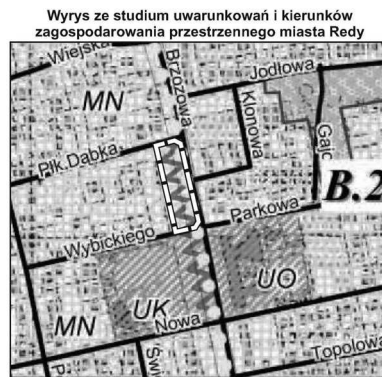 Wyrys ze studium uwarunkowań i kierunków
zagospodarowania przestrzennego miasta Redy
Wiejska
Brzozowa
Jodłowa
MN
Klonowa
Płk.Dąbka
B.2
Parkowa
Wybickiego
UO
UK
MN
Nowa
Topolowa